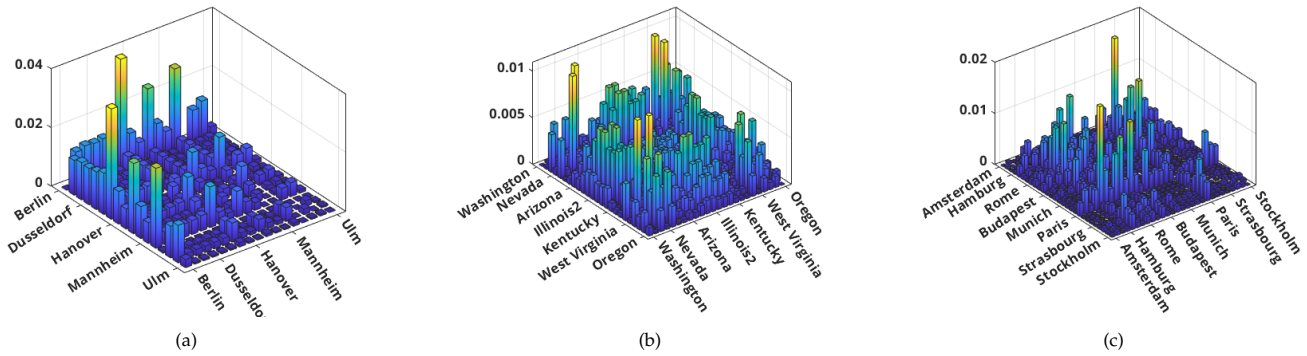 0.04
0.02
0
Berlin
Dusseldorf
Hanover
Mannheim
Ulm
Berlin
Dusseldo
Hanover
Mannheim
Ulm
(a)
0.01
0.005
0
Washington
Nevada
Arizona
Illinois2
Kentucky
West Virginia
Oregon
Washington
Nevada
Arizona
Illinois2
Kentucky
West Virginia
Oregon
(b)
0.02
0.01
0
Amsterdam
Hamburg
Rome
Budapest
Munich
Paris
Strasbourg
Stockholm
Amsterdam
Hamburg
Rome
Budapest
Munich
Paris
Strasbourg
Stockholm
(c)